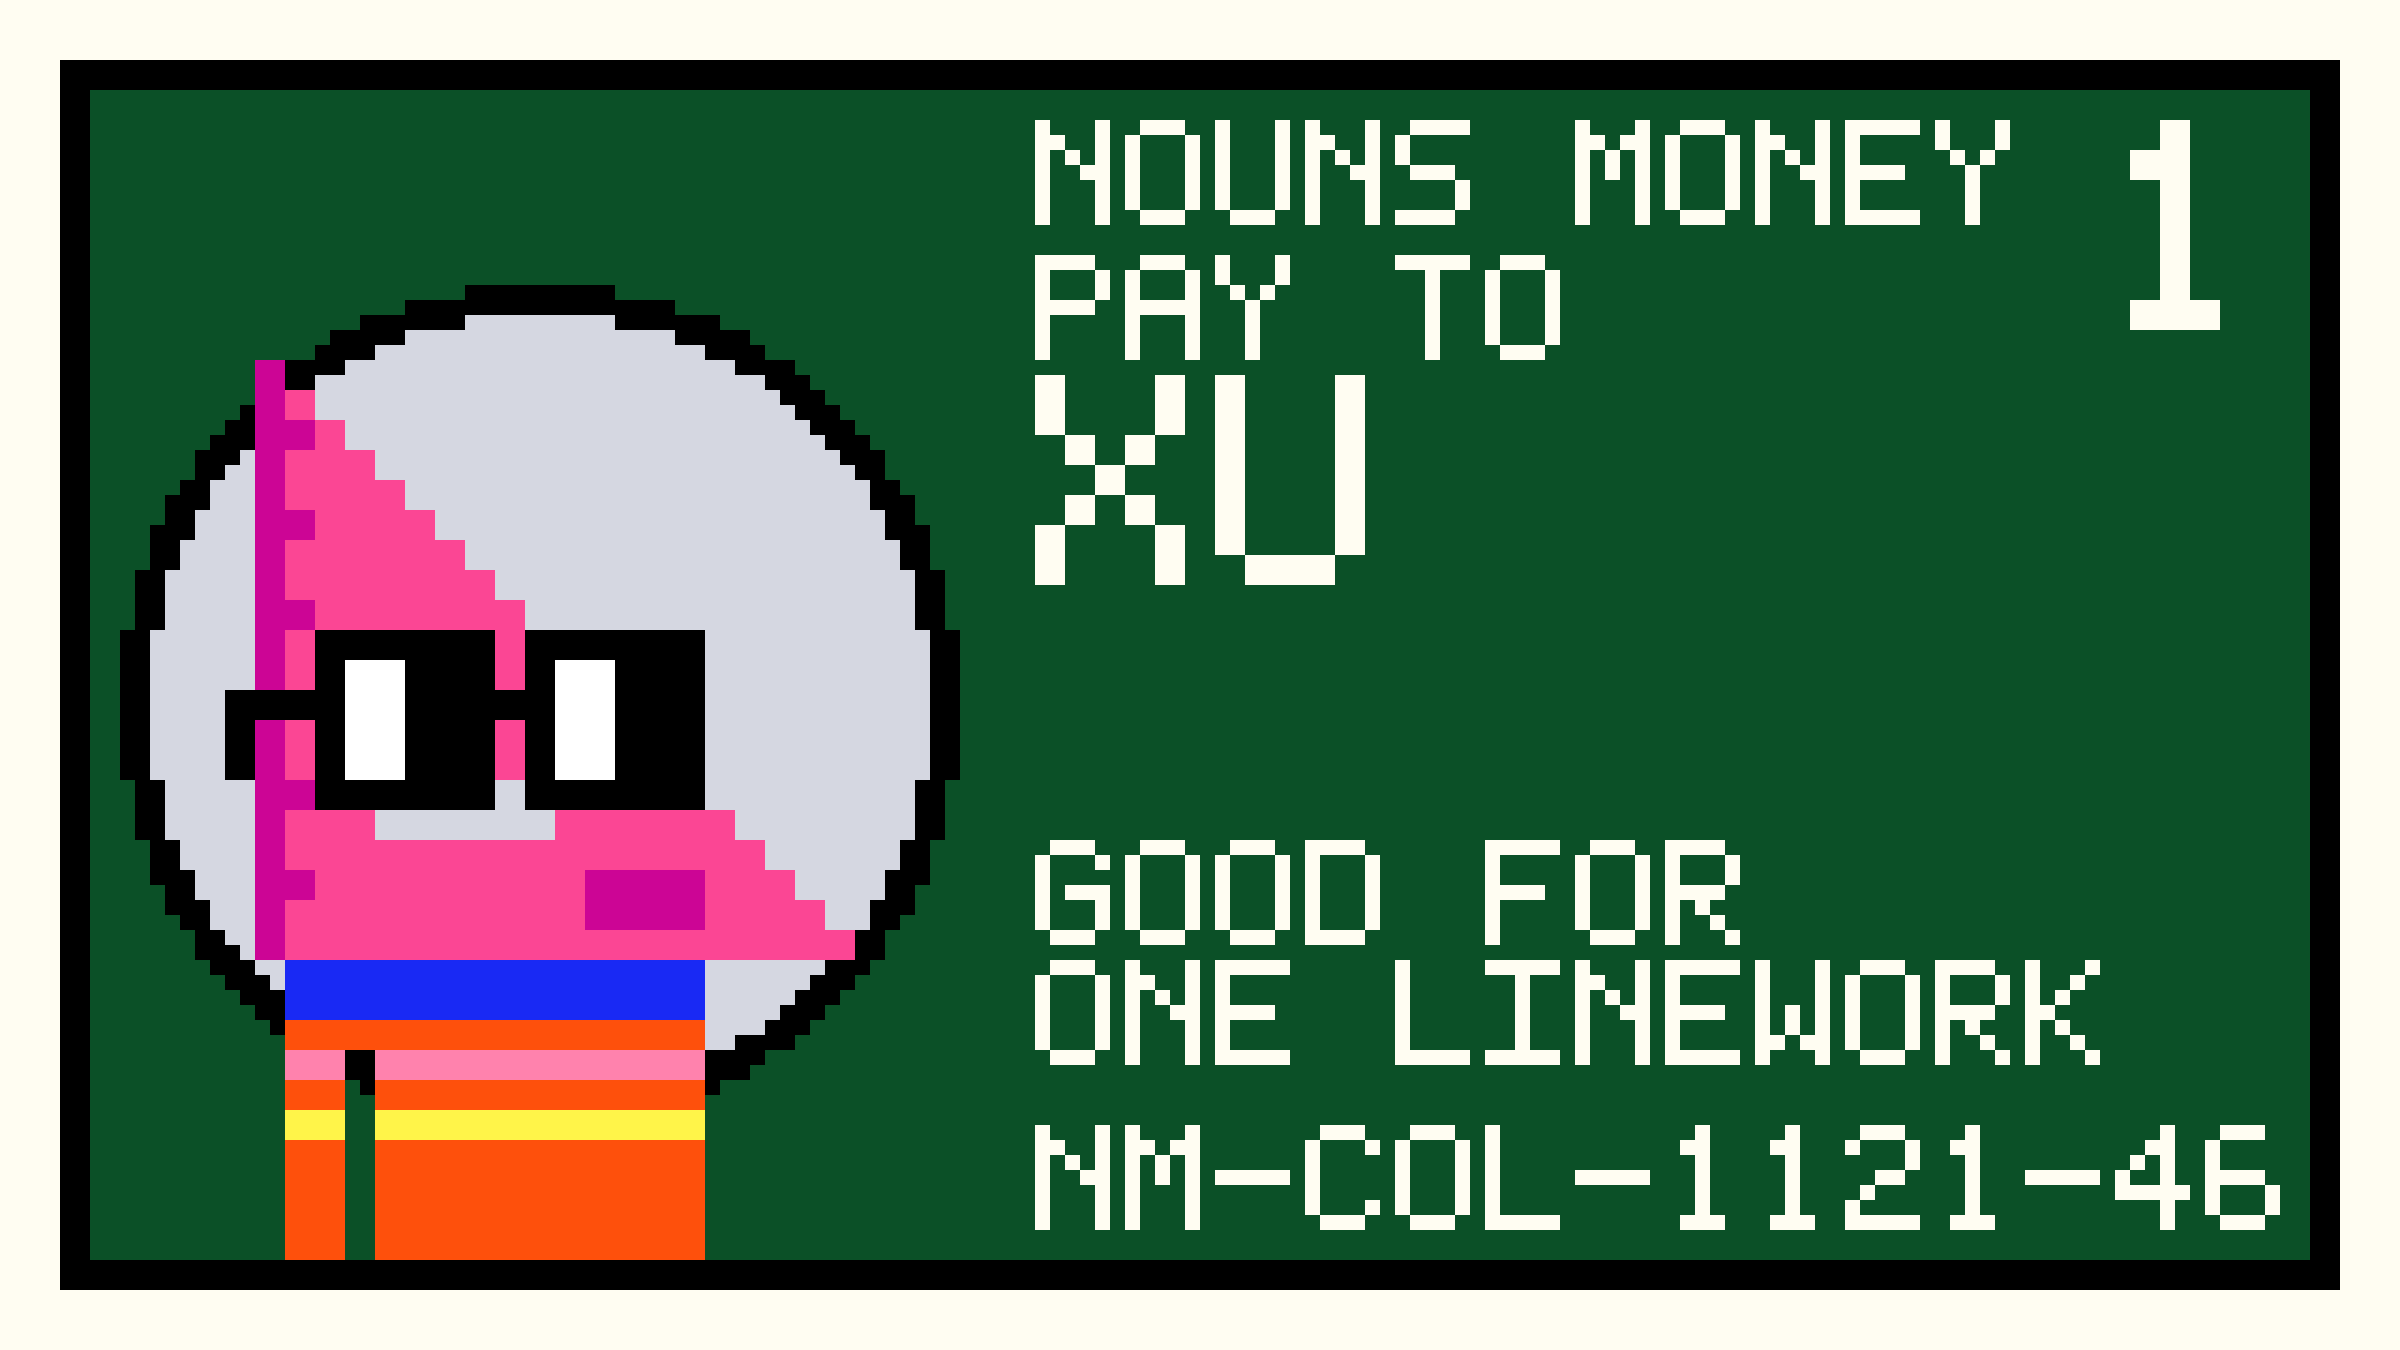 NOUNS MONEY 1
PAY TO
XU
GOOD FOR
ONE LINEWORK
NM-COL-1121-46